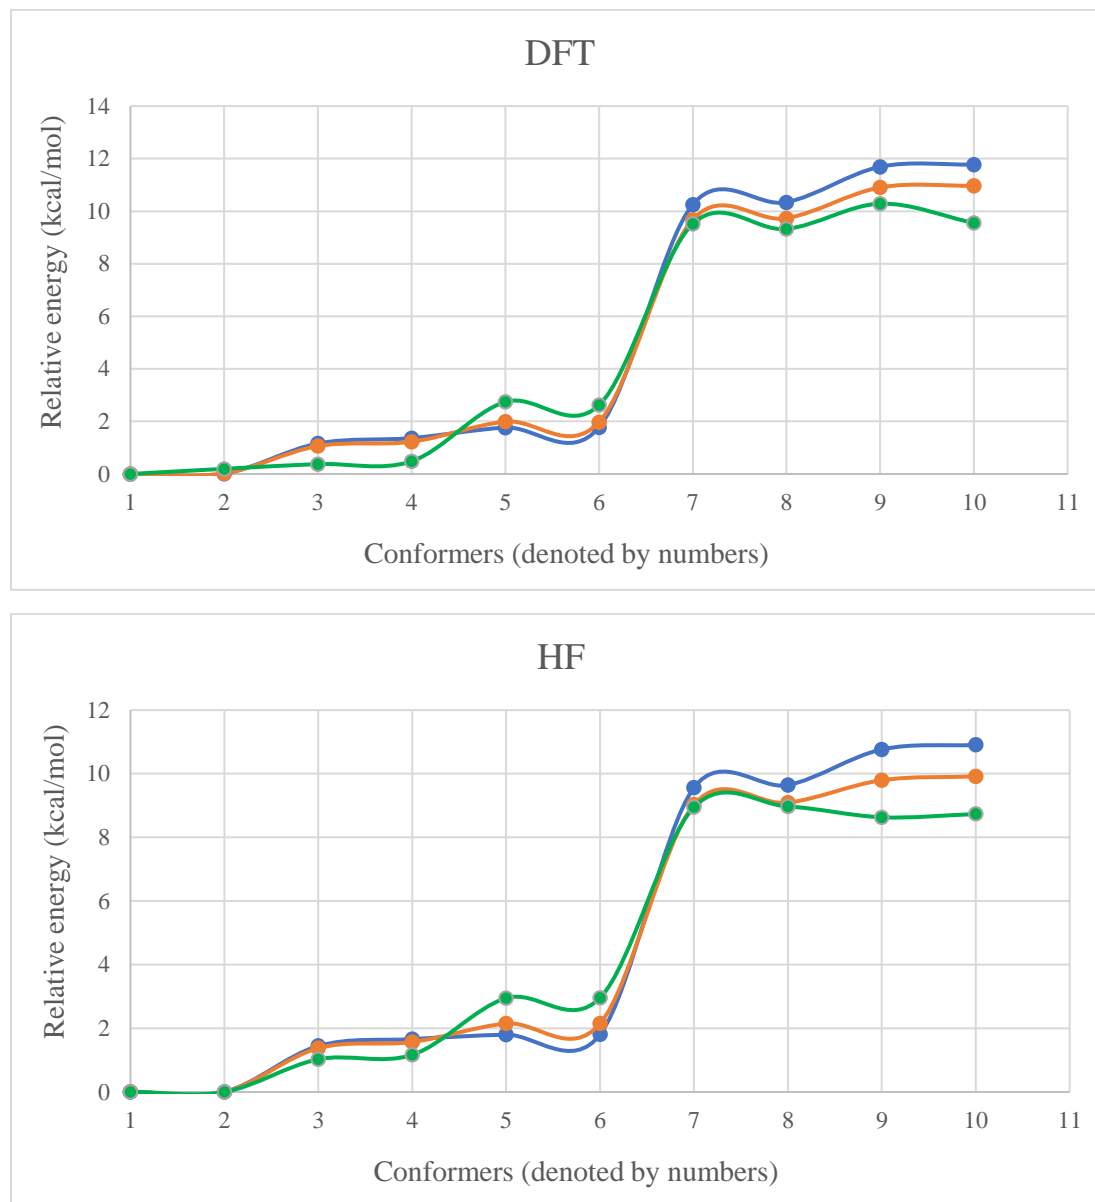 DFT
Relative energy (kcal/mol)
14
12
10
8
6
4
2
0
1 2 3 4 5 6 7 8 9 10 11
Conformers (denoted by numbers)
HF
Relative energy (kcal/mol)
12
10
8
6
4
2
0
1 2 3 4 5 6 7 8 9 10 11
Conformers (denoted by numbers)